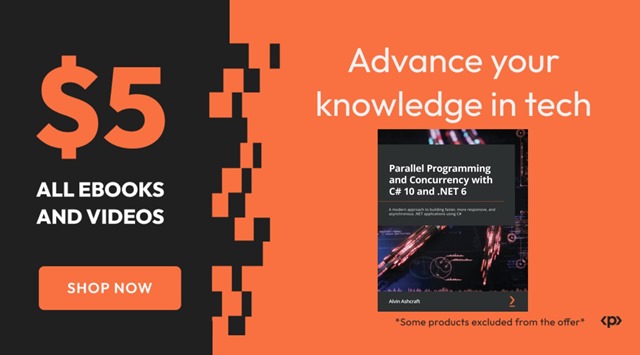 $5
ALL EBOOKS
AND VIDEOS
SHOP NOW
Advance your
knowledge in tech
Parallel Programming
and Concurrency with
C# 10 and .NET 6
A modern approach to building faster, more responsive, and
asynchronous .NET applications using C#
Alvin Ashcraft
*Some products excluded from the offer*
<p>